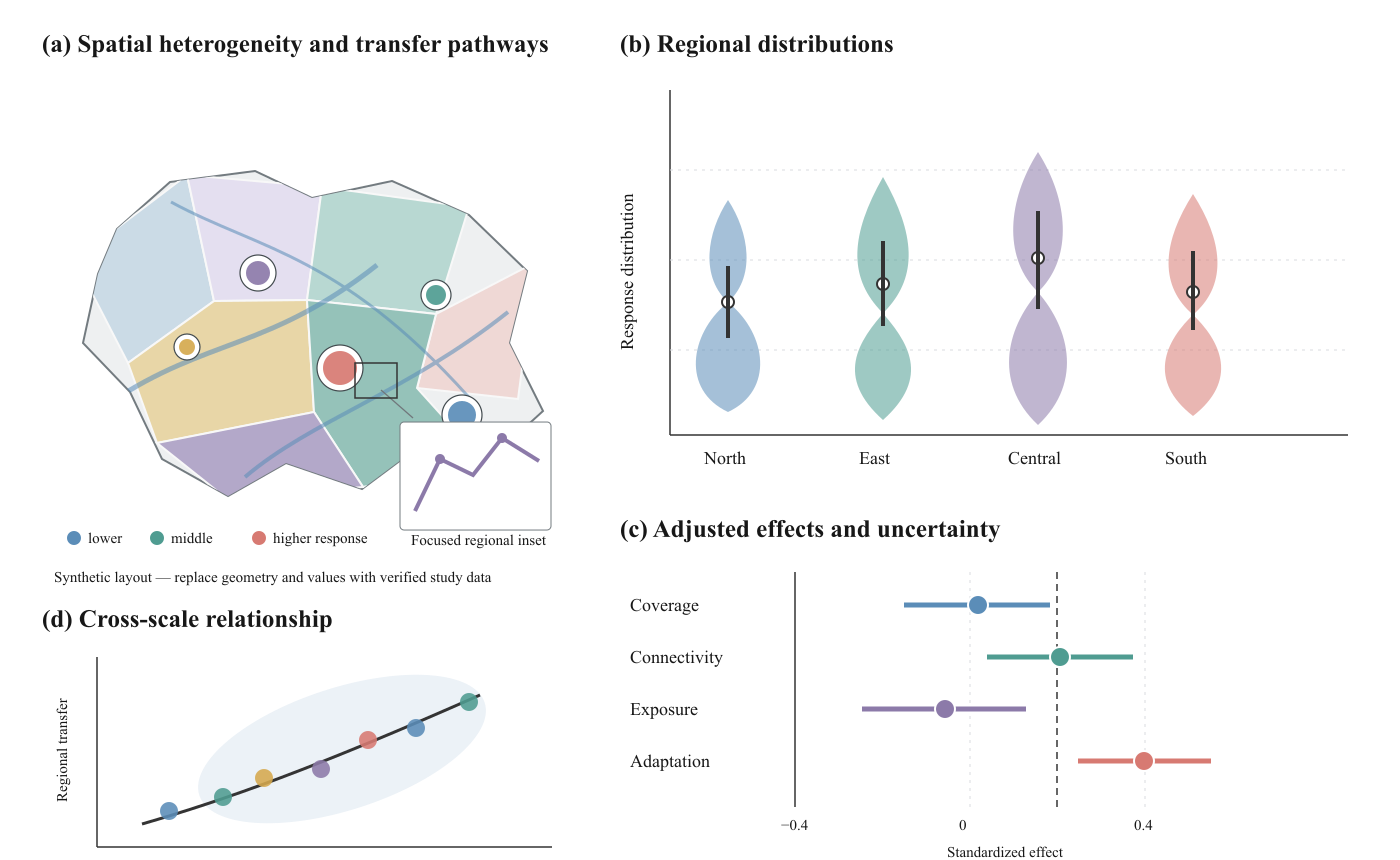 (a) Spatial heterogeneity and transfer pathways
lower
middle
higher response
Focused regional inset
Synthetic layout — replace geometry and values with verified study data
(b) Regional distributions
Response distribution
North
East
Central
South
(c) Adjusted effects and uncertainty
Coverage
Connectivity
Exposure
Adaptation
−0.4
0
0.4
Standardized effect
(d) Cross-scale relationship
Regional transfer